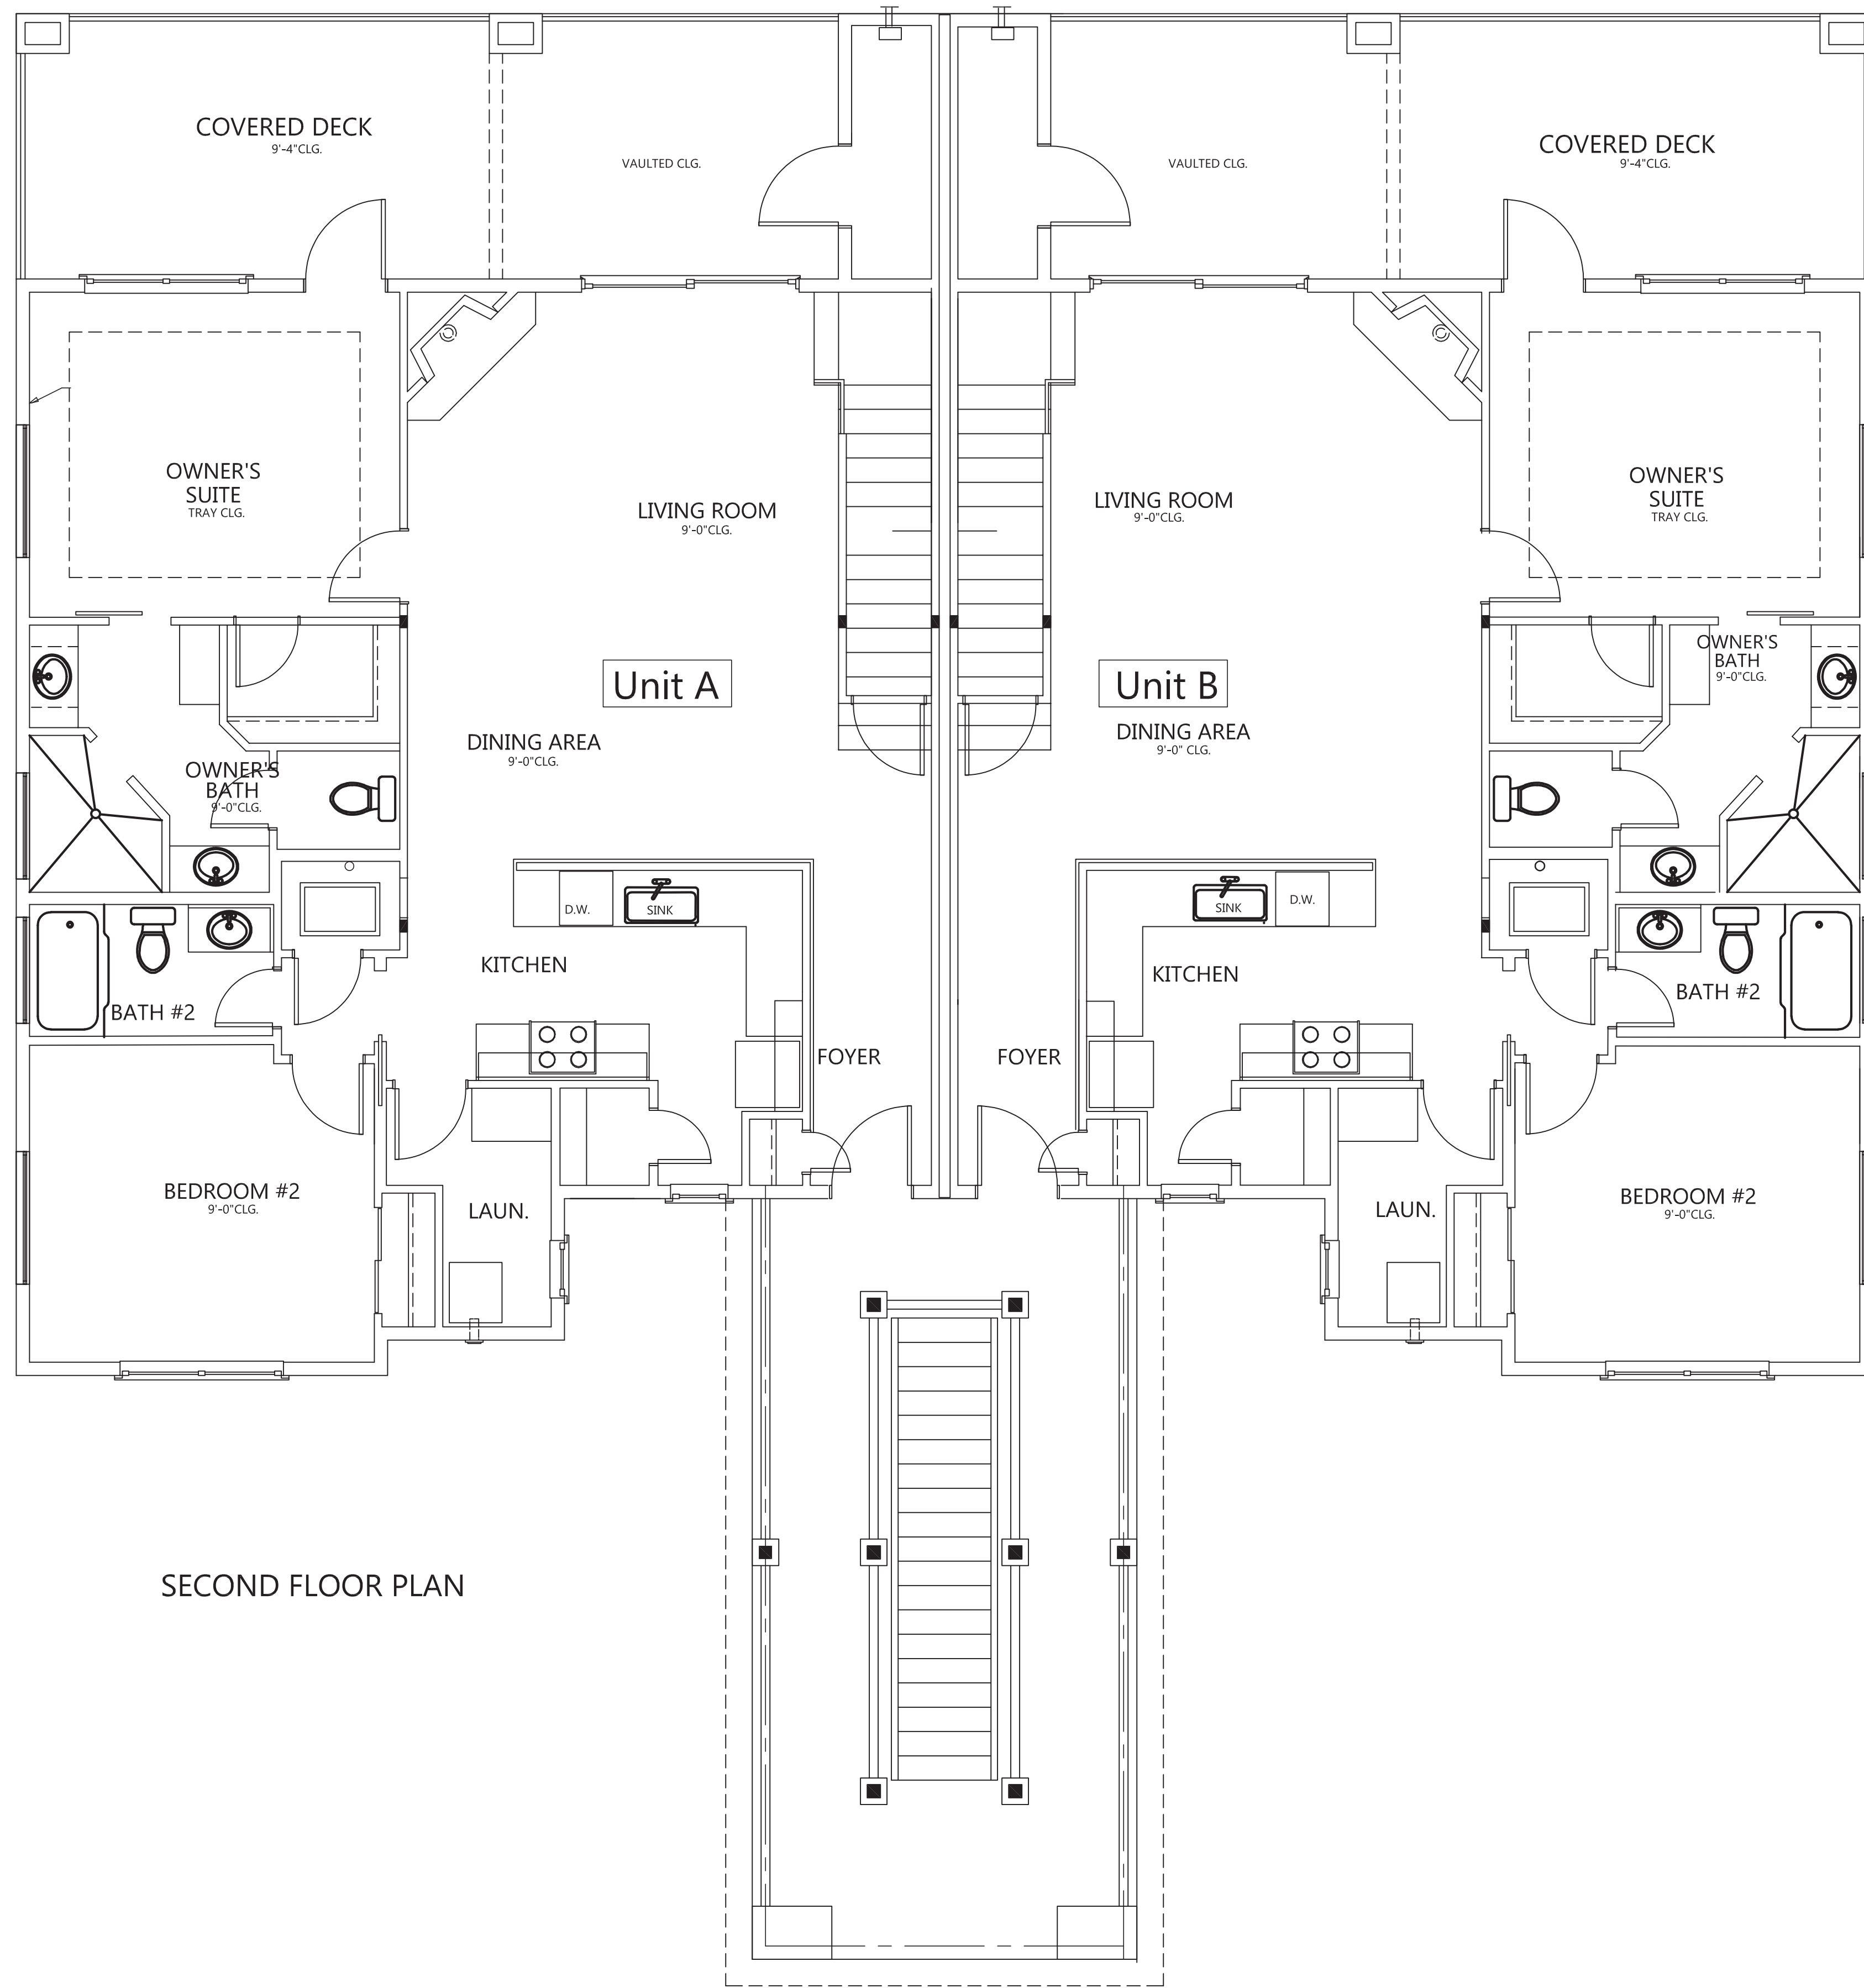 COVERED DECK
9'-4"CLG.
VAULTED CLG.
VAULTED CLG.
COVERED DECK
9'-4"CLG.
OWNER'S
SUITE
TRAY CLG.
LIVING ROOM
9'-0"CLG.
LIVING ROOM
9'-0"CLG.
OWNER'S
SUITE
TRAY CLG.
Unit A
Unit B
OWNER'S
BATH
9'-0"CLG.
DINING AREA
9'-0"CLG.
DINING AREA
9'-0" CLG.
OWNER'S
BATH
9'-0"CLG.
D.W.
SINK
SINK
D.W.
KITCHEN
KITCHEN
BATH #2
BATH #2
FOYER
FOYER
BEDROOM #2
9'-0"CLG.
LAUN.
LAUN.
BEDROOM #2
9'-0"CLG.
SECOND FLOOR PLAN